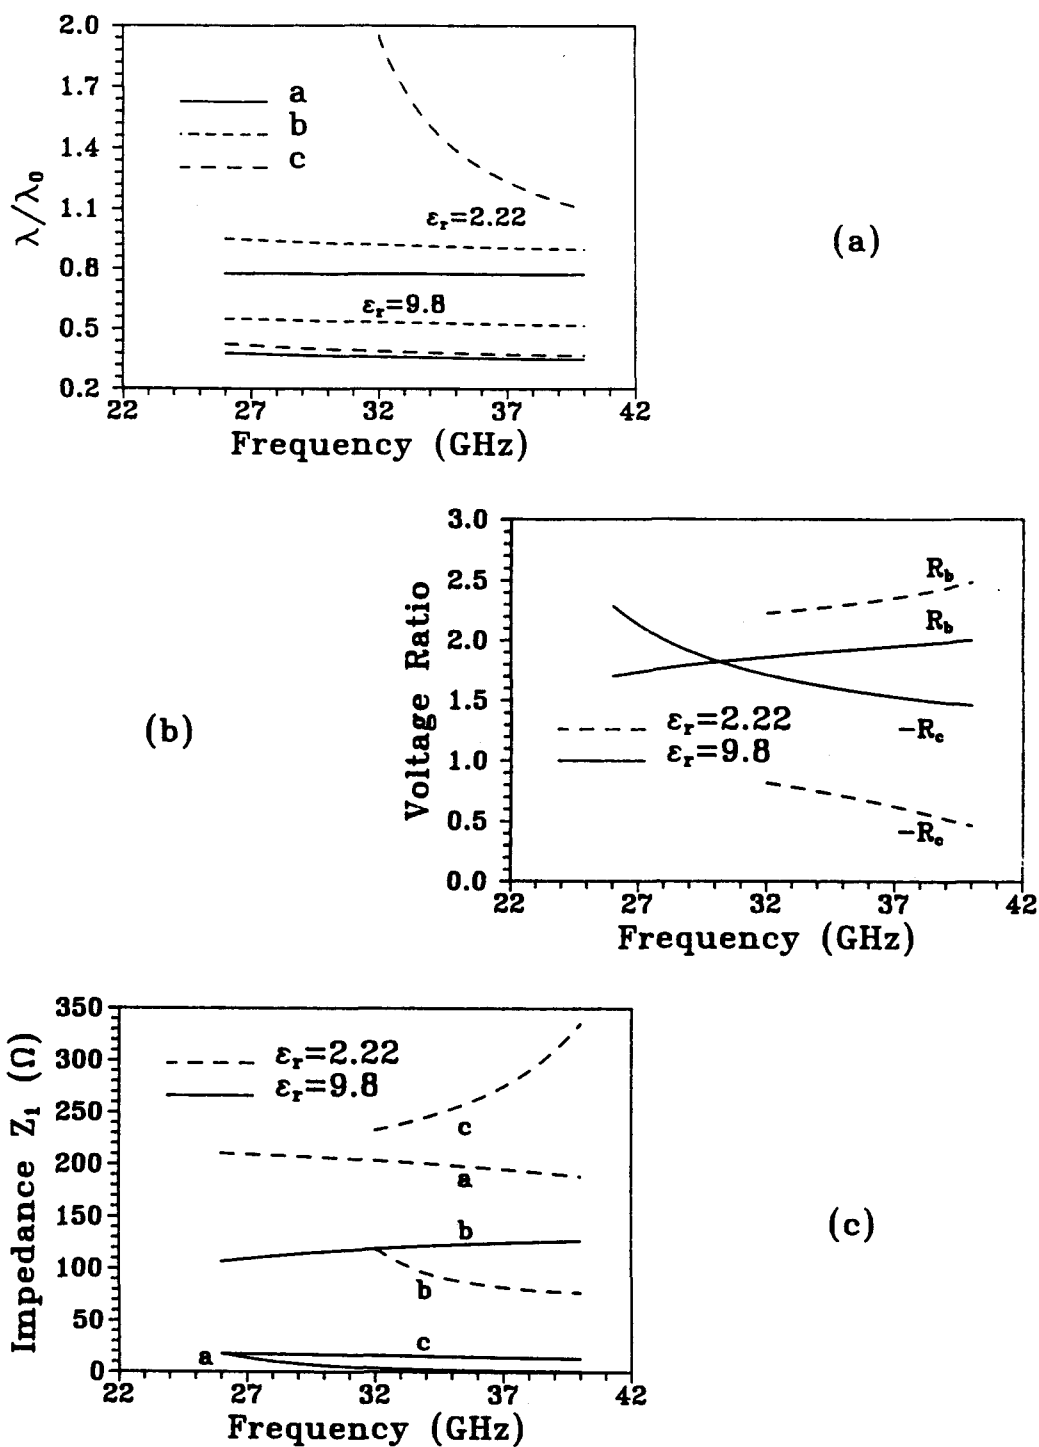 2.0
1.7
1.4
1.1
0.8
0.5
0.2
λ/λ₀
a
b
c
εᵣ=2.22
εᵣ=9.8
22 27 32 37 42
Frequency (GHz)
(a)
3.0
2.5
2.0
1.5
1.0
0.5
0.0
Voltage Ratio
R_b
R_b
εᵣ=2.22
εᵣ=9.8
-R_c
-R_c
22 27 32 37 42
Frequency (GHz)
(b)
350
300
250
200
150
100
50
0
Impedance Z₁ (Ω)
εᵣ=2.22
εᵣ=9.8
c
a
b
b
c
a
22 27 32 37 42
Frequency (GHz)
(c)